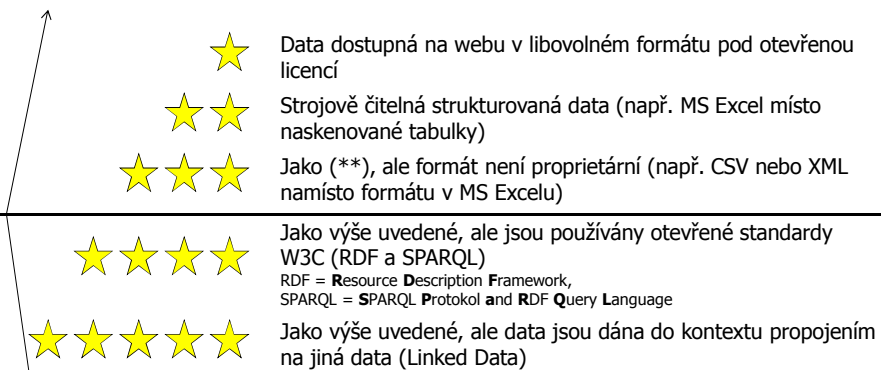 Data dostupná na webu v libovolném formátu pod otevřenou
licencí
Strojově čitelná strukturovaná data (např. MS Excel místo
naskenované tabulky)
Jako (**), ale formát není proprietární (např. CSV nebo XML
namísto formátu v MS Excelu)
Jako výše uvedené, ale jsou používány otevřené standardy
W3C (RDF a SPARQL)
RDF = Resource Description Framework,
SPARQL = SPARQL Protokol and RDF Query Language
Jako výše uvedené, ale data jsou dána do kontextu propojením
na jiná data (Linked Data)